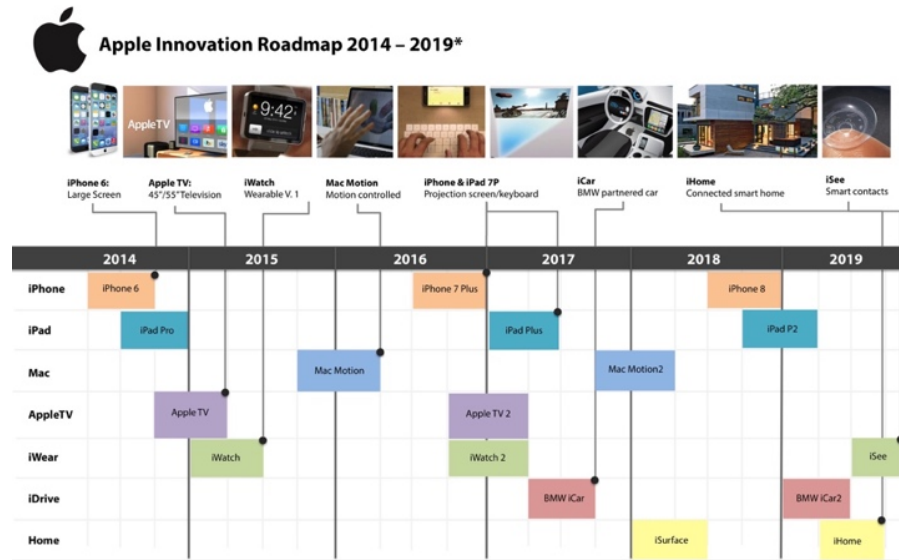 Apple Innovation Roadmap 2014 – 2019*
AppleTV
9:42
iPhone 6:
Large Screen
Apple TV:
45"/55"Television
iWatch
Wearable V. 1
Mac Motion
Motion controlled
iPhone & iPad 7P
Projection screen/keyboard
iCar
BMW partnered car
iHome
Connected smart home
iSee
Smart contacts
2014 2015 2016 2017 2018 2019
iPhone iPhone 6 iPhone 7 Plus iPhone 8
iPad iPad Pro iPad Plus iPad P2
Mac Mac Motion Mac Motion2
AppleTV Apple TV Apple TV 2
iWear iWatch iWatch 2 iSee
iDrive BMW iCar BMW iCar2
Home iSurface iHome